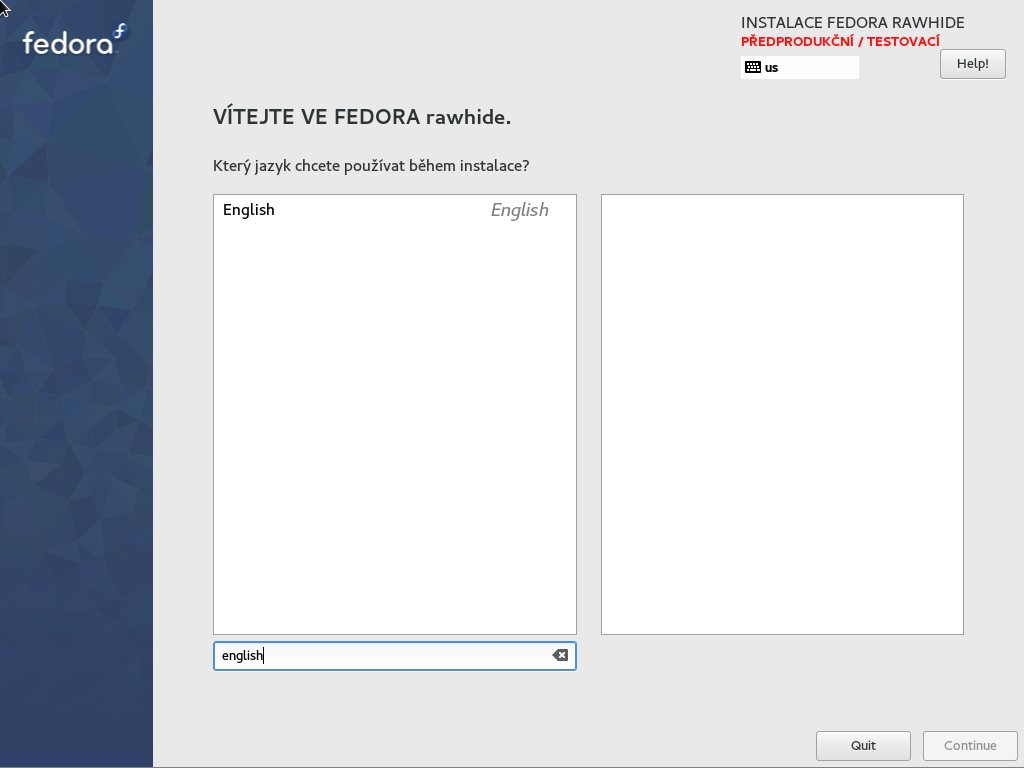 fedora
INSTALACE FEDORA RAWHIDE
PŘEDPRODUKČNÍ / TESTOVACÍ
us
Help!
VÍTEJTE VE FEDORA rawhide.
Který jazyk chcete používat během instalace?
English English
english
Quit Continue